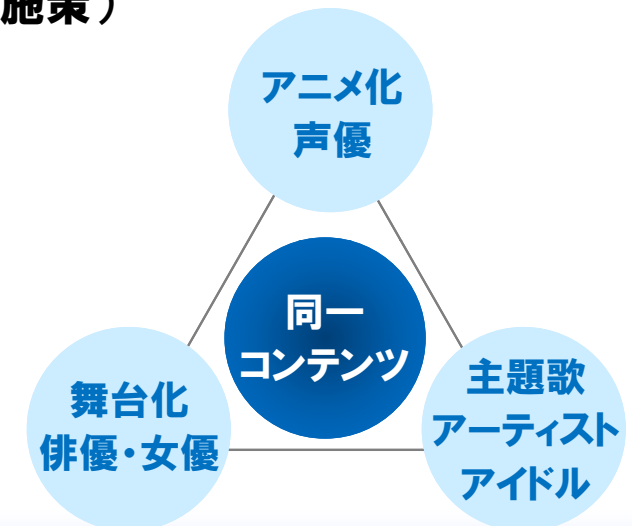 施策）
アニメ化
声優
同一
コンテンツ
舞台化
俳優・女優
主題歌
アーティスト
アイドル